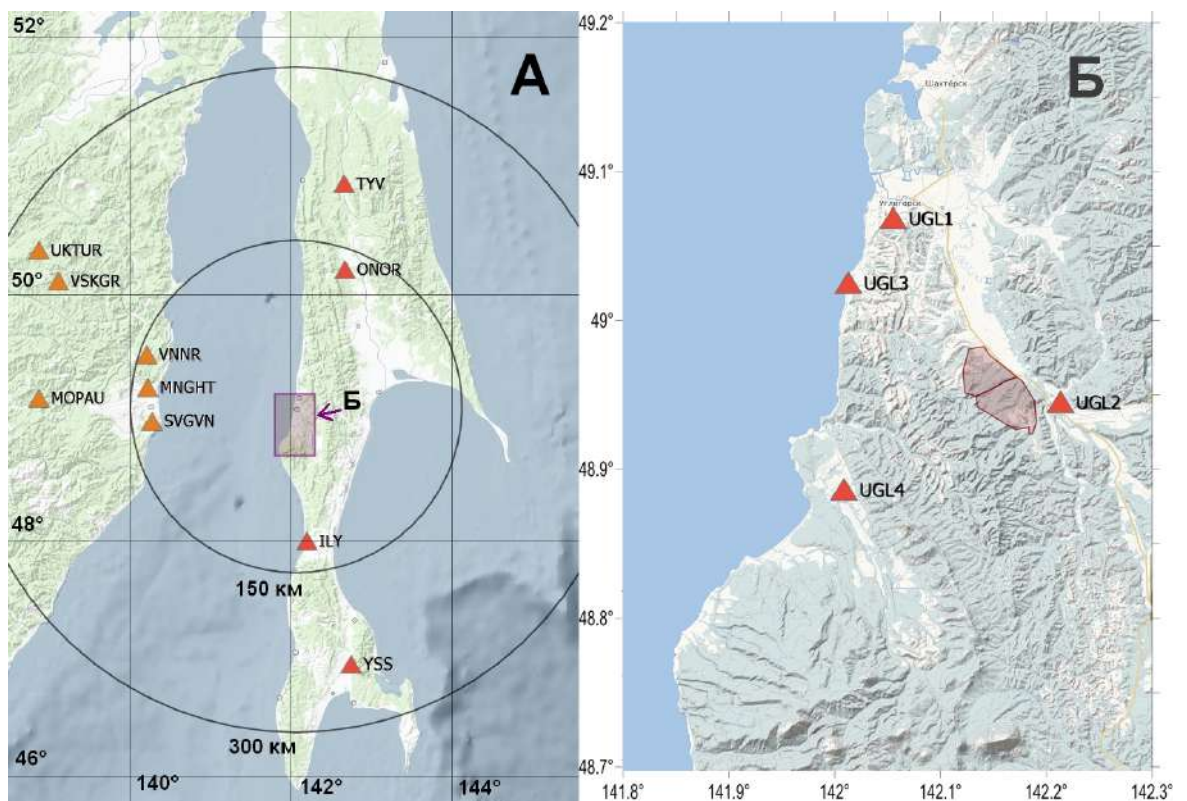 52°
А
TYV
UKTUR
ONOR
50°
VSKGR
VNNR
MNGHT
MOPAU
Б
SVGVN
48°
ILY
150 км
YSS
300 км
46°
140°
142°
144°
49.2°
Б
Шахтёрск
49.1°
Углегорск
UGL1
UGL3
49°
UGL2
48.9°
UGL4
48.8°
48.7°
141.8°
141.9°
142°
142.1°
142.2°
142.3°